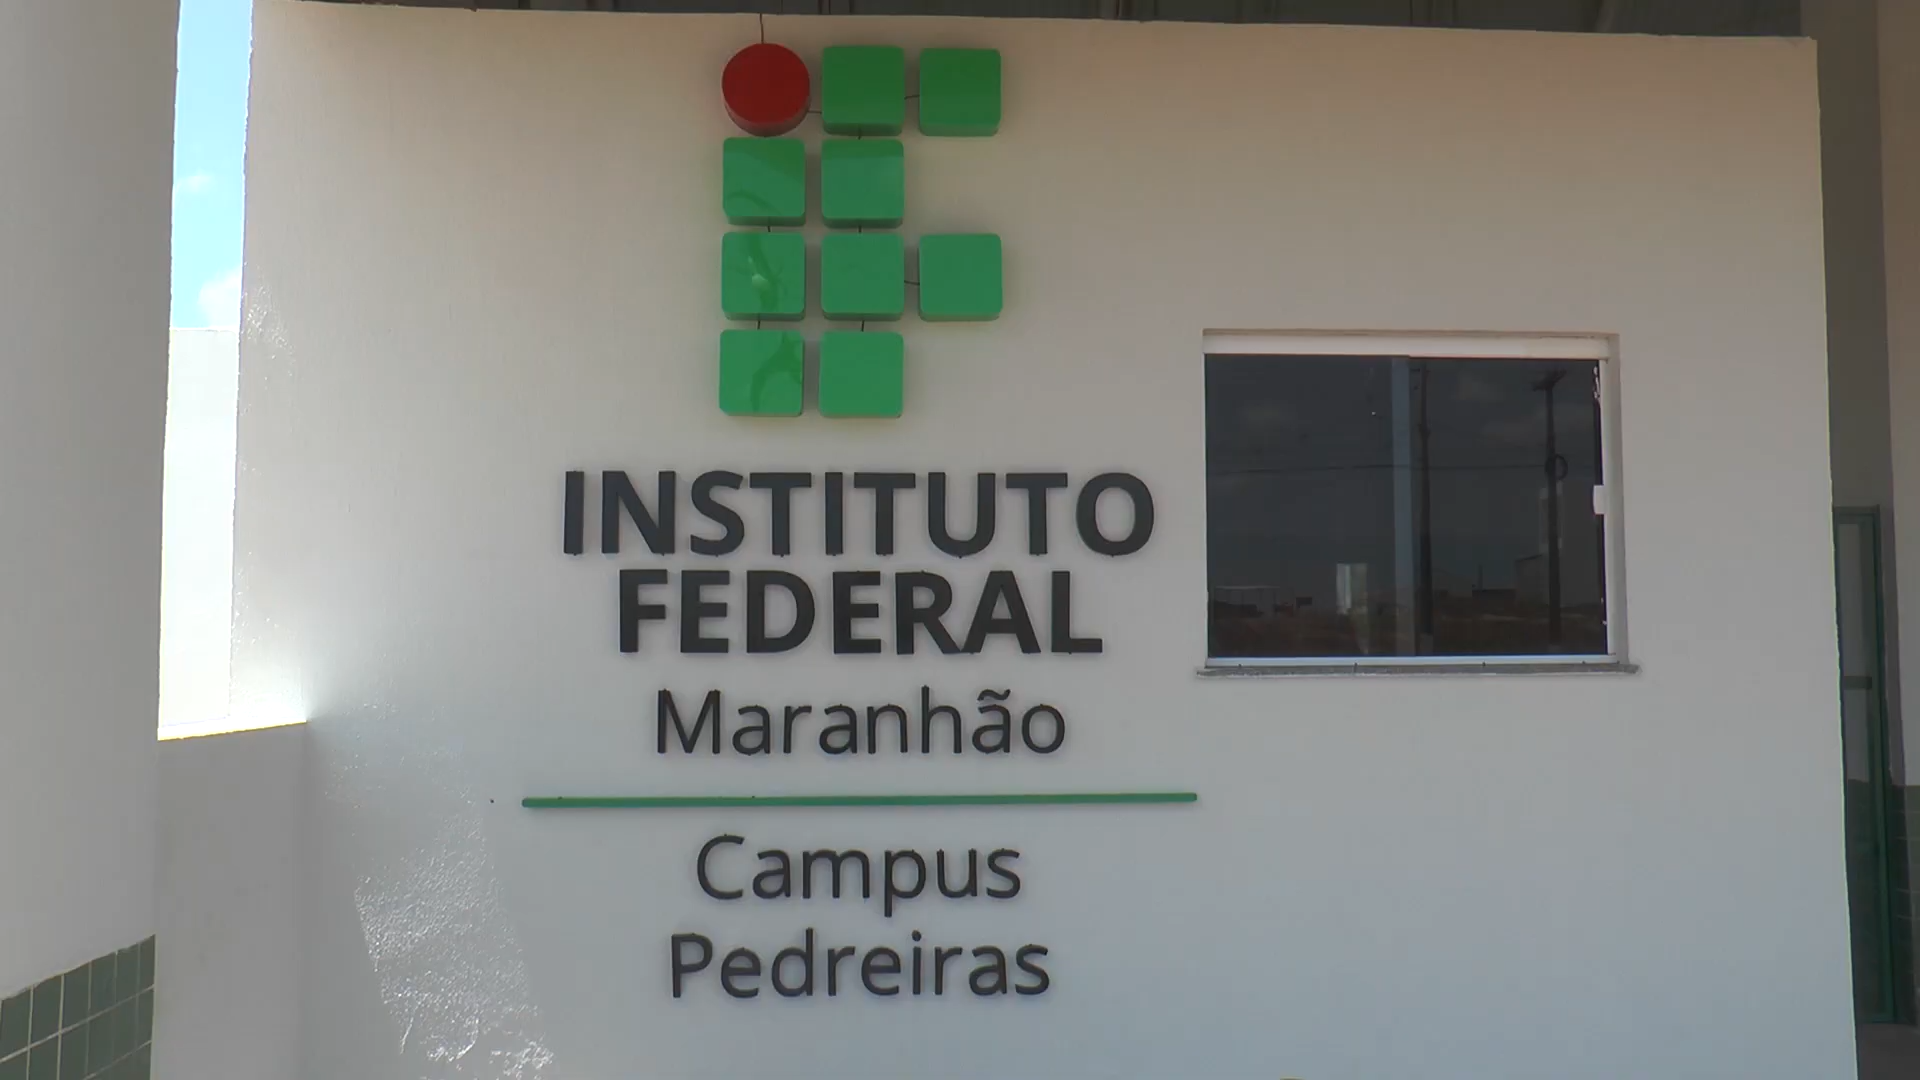 INSTITUTO
FEDERAL
Maranhão
Campus
Pedreiras